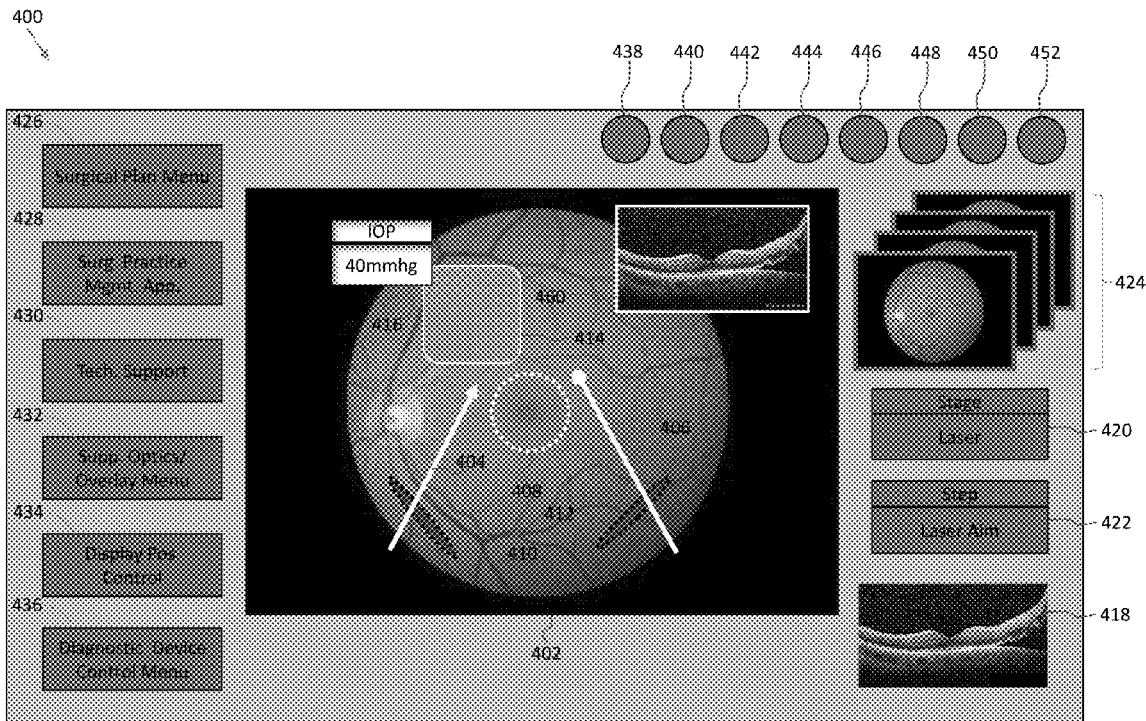 400
438 440 442 444 446 448 450 452
426
Surgical Plan Menu
428
Surg. Practice
Mgmt. App.
430
Tech. Support
432
Supp. Optics/
Overlay Menu
434
Display Pos.
Control
436
Diagnostic Device
Control Menu
IOP
40mmhg
460
416
414
406
404
408
412
410
402
424
Stage
Laser
420
Step
Laser Aim
422
418